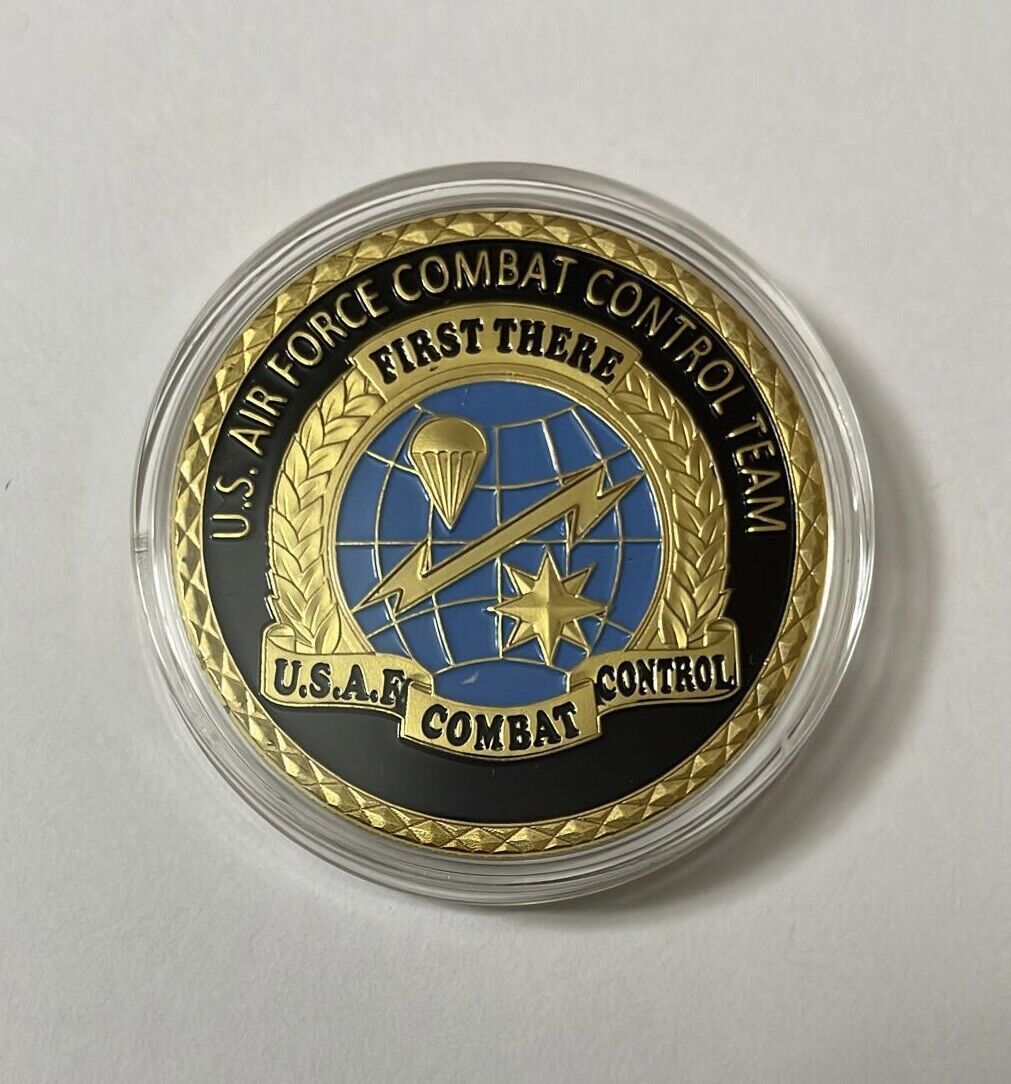 U.S. AIR FORCE COMBAT CONTROL TEAM
FIRST THERE
U.S.A.F. COMBAT CONTROL